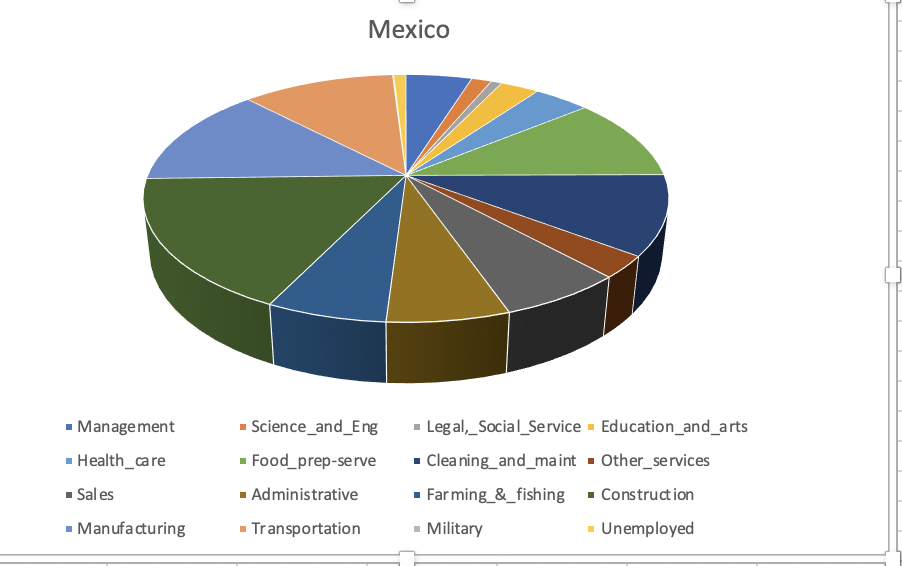 Mexico
Management Science_and_Eng Legal,_Social_Service Education_and_arts
Health_care Food_prep-serve Cleaning_and_maint Other_services
Sales Administrative Farming_&_fishing Construction
Manufacturing Transportation Military Unemployed